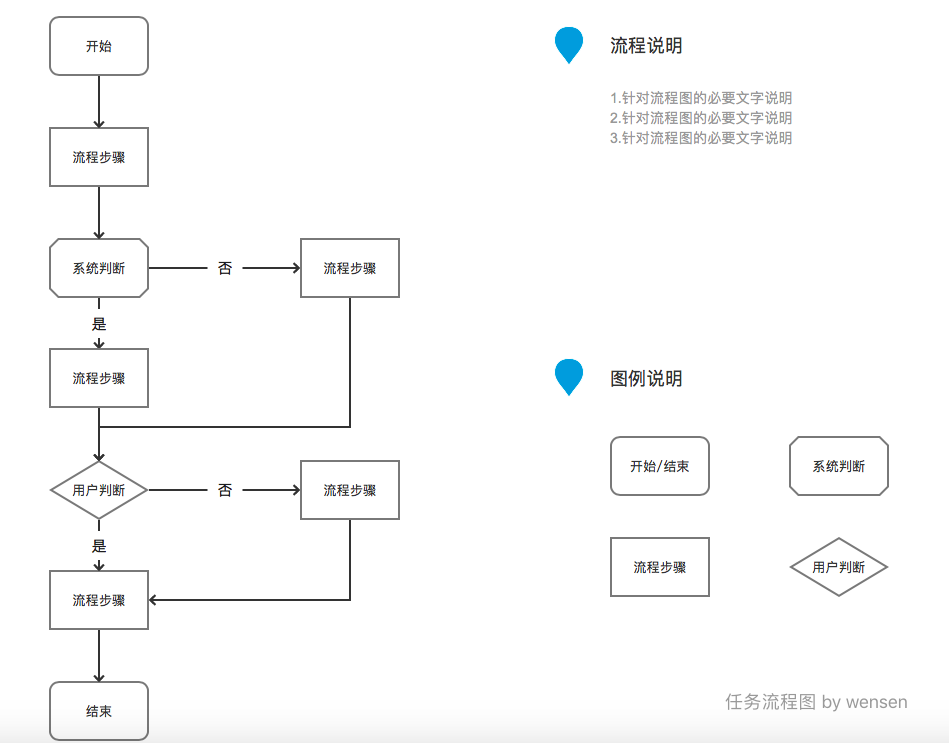 开始
流程步骤
系统判断
否
流程步骤
是
流程步骤
用户判断
否
流程步骤
是
流程步骤
结束
流程说明
1.针对流程图的必要文字说明
2.针对流程图的必要文字说明
3.针对流程图的必要文字说明
图例说明
开始/结束
系统判断
流程步骤
用户判断
任务流程图 by wensen